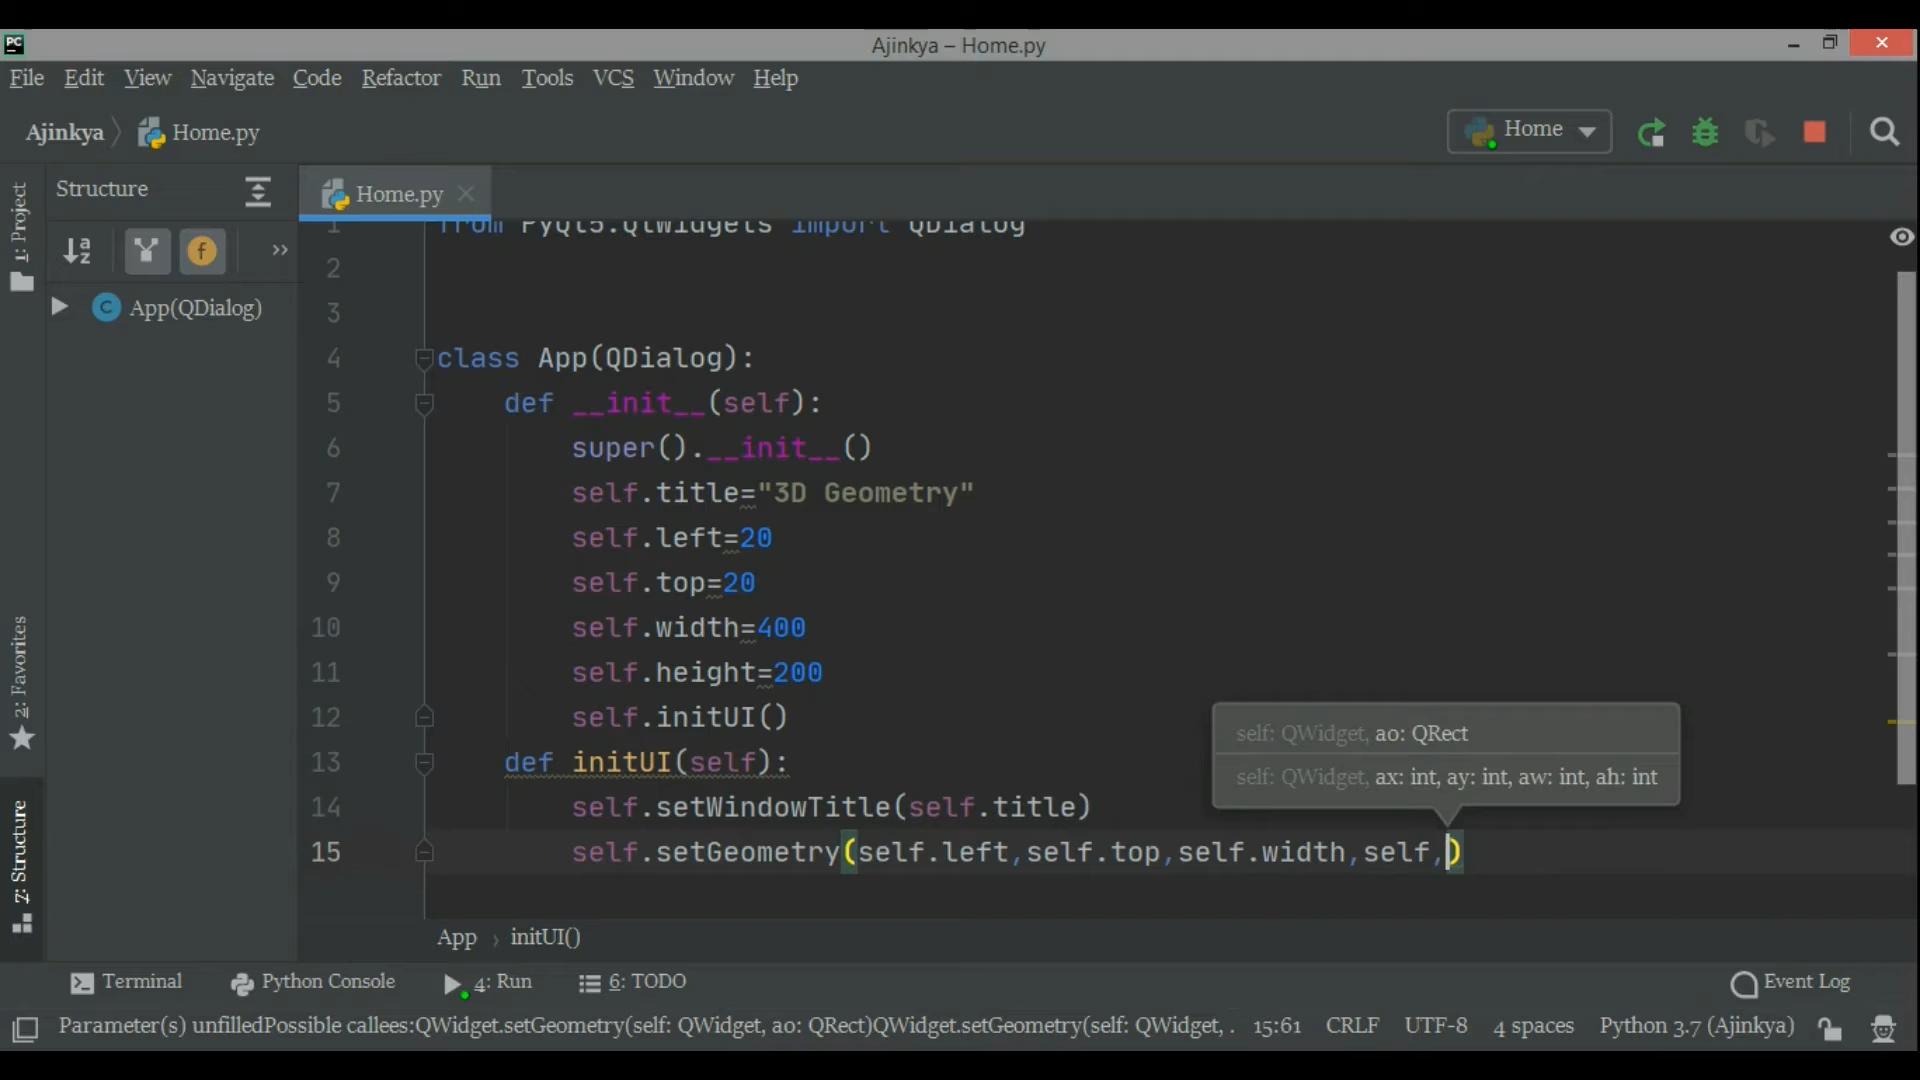 PC
Ajinkya – Home.py
File Edit View Navigate Code Refactor Run Tools VCS Window Help
Ajinkya Home.py
Home
1: Project
Structure
Home.py
App(QDialog)
2: Favorites
Z: Structure
1 from PyQt5.QtWidgets import QDialog
2
3
4 class App(QDialog):
5 def __init__(self):
6 super().__init__()
7 self.title="3D Geometry"
8 self.left=20
9 self.top=20
10 self.width=400
11 self.height=200
12 self.initUI()
13 def initUI(self):
14 self.setWindowTitle(self.title)
15 self.setGeometry(self.left,self.top,self.width,self,)
self: QWidget, ao: QRect
self: QWidget, ax: int, ay: int, aw: int, ah: int
App › initUI()
Terminal Python Console 4: Run 6: TODO Event Log
Parameter(s) unfilledPossible callees:QWidget.setGeometry(self: QWidget, ao: QRect)QWidget.setGeometry(self: QWidget, . 15:61 CRLF UTF-8 4 spaces Python 3.7 (Ajinkya)